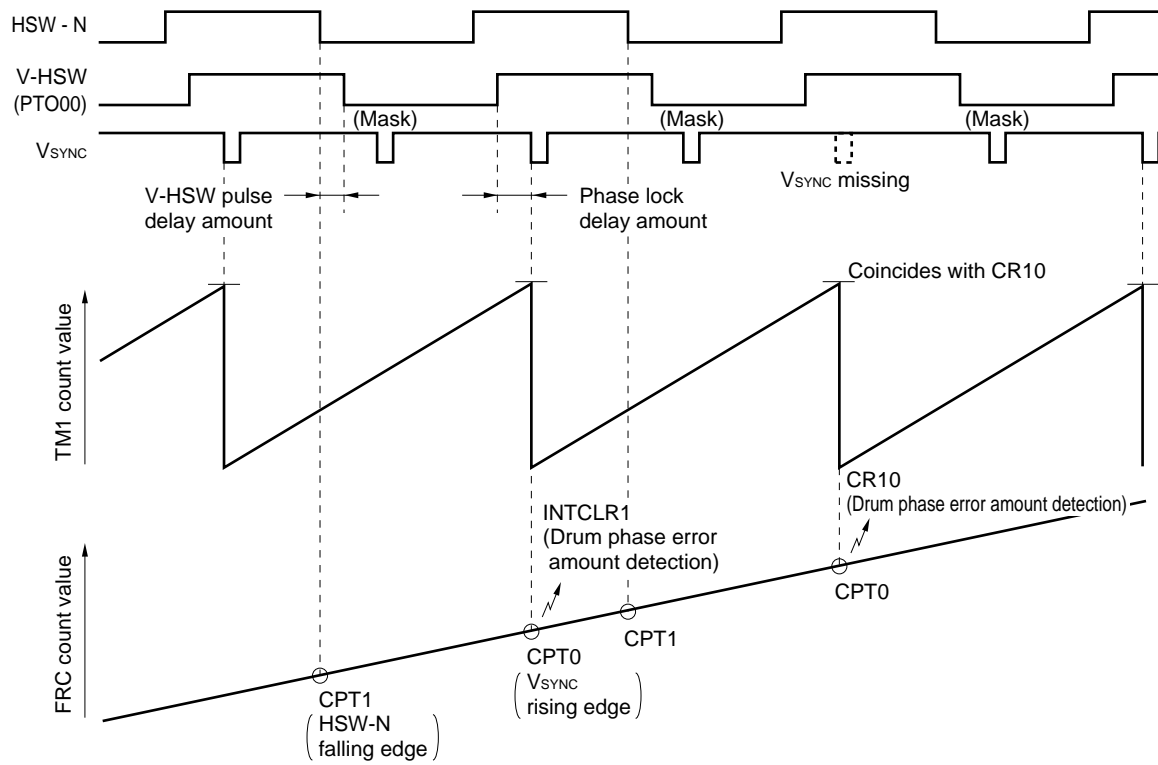 HSW - N
V-HSW
(PTO00)
(Mask)
(Mask)
(Mask)
VSYNC
VSYNC missing
V-HSW pulse
delay amount
Phase lock
delay amount
Coincides with CR10
TM1 count value
CR10
(Drum phase error amount detection)
INTCLR1
(Drum phase error
amount detection)
FRC count value
CPT0
CPT1
CPT0
VSYNC
rising edge
CPT1
HSW-N
falling edge